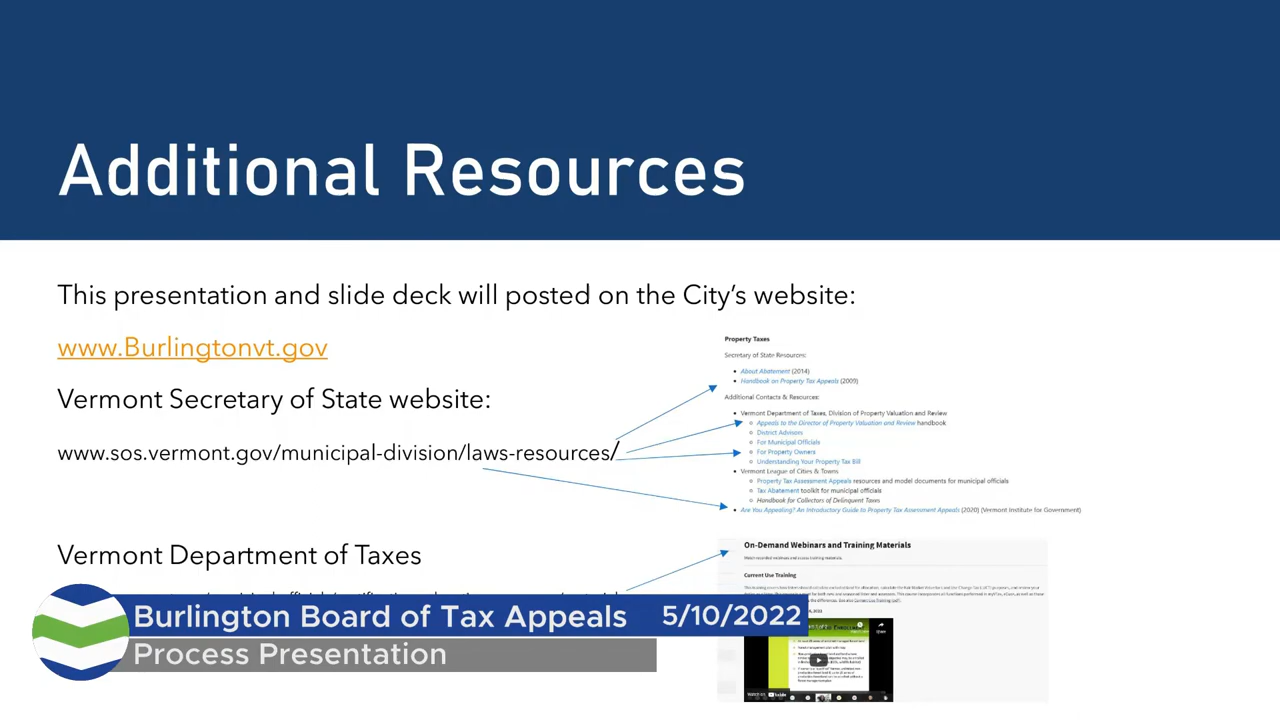 Additional Resources
This presentation and slide deck will posted on the City's website:
www.Burlingtonvt.gov
Vermont Secretary of State website:
www.sos.vermont.gov/municipal-division/laws-resources/
Vermont Department of Taxes
Property Taxes
Secretary of State Resources:
About Abatement (2014)
Handbook on Property Tax Appeals (2009)
Additional Contacts & Resources:
Vermont Department of Taxes, Division of Property Valuation and Review
Appeals to the Director of Property Valuation and Review handbook
District Advisors
For Municipal Officials
For Property Owners
Understanding Your Property Tax Bill
Vermont League of Cities & Towns
Property Tax Assessment Appeals resources and model documents for municipal officials
Tax Abatement toolkit for municipal officials
Handbook for Collectors of Delinquent Taxes
Are You Appealing? An Introductory Guide to Property Tax Assessment Appeals (2020) (Vermont Institute for Government)
On-Demand Webinars and Training Materials
Watch recorded webinars and access training materials.
Current Use Training
Burlington Board of Tax Appeals 5/10/2022
Process Presentation